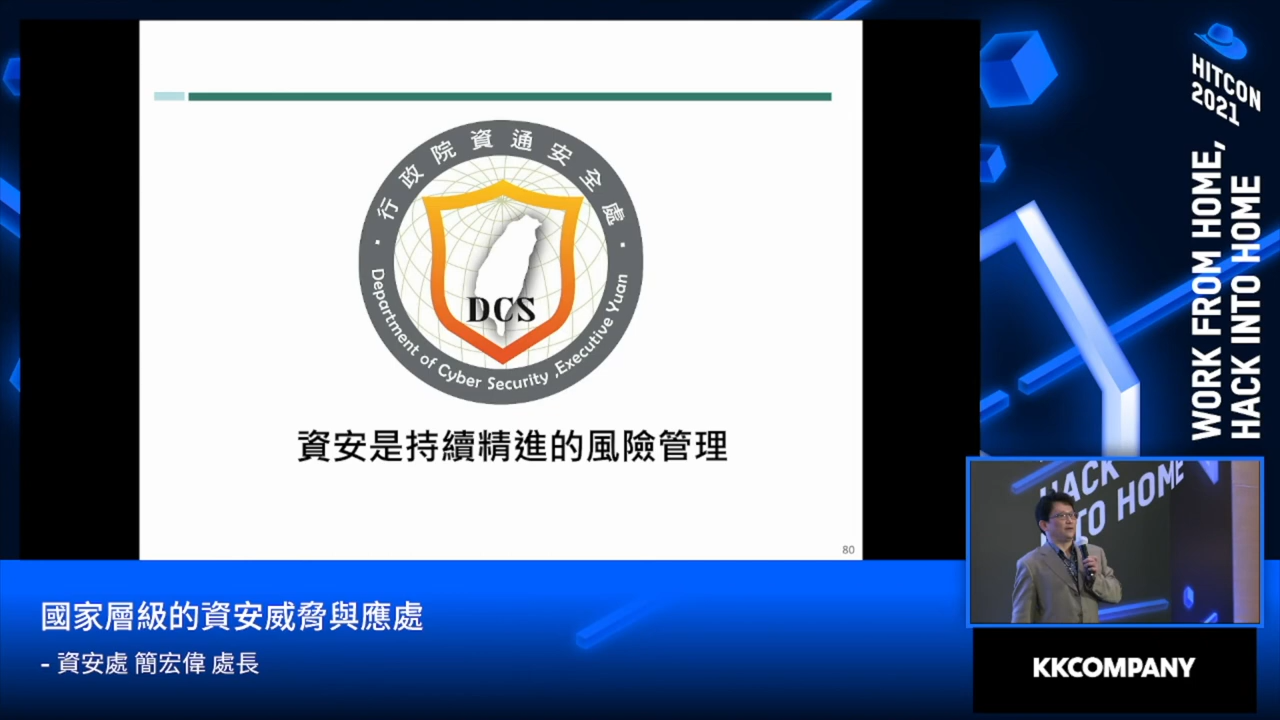 行政院資通安全處
DCS
Department of Cyber Security ,Executive Yuan
資安是持續精進的風險管理
80
HITCON
2021
WORK FROM HOME,
HACK INTO HOME
HACK
TO HOME
國家層級的資安威脅與應處
- 資安處 簡宏偉 處長
KKCOMPANY